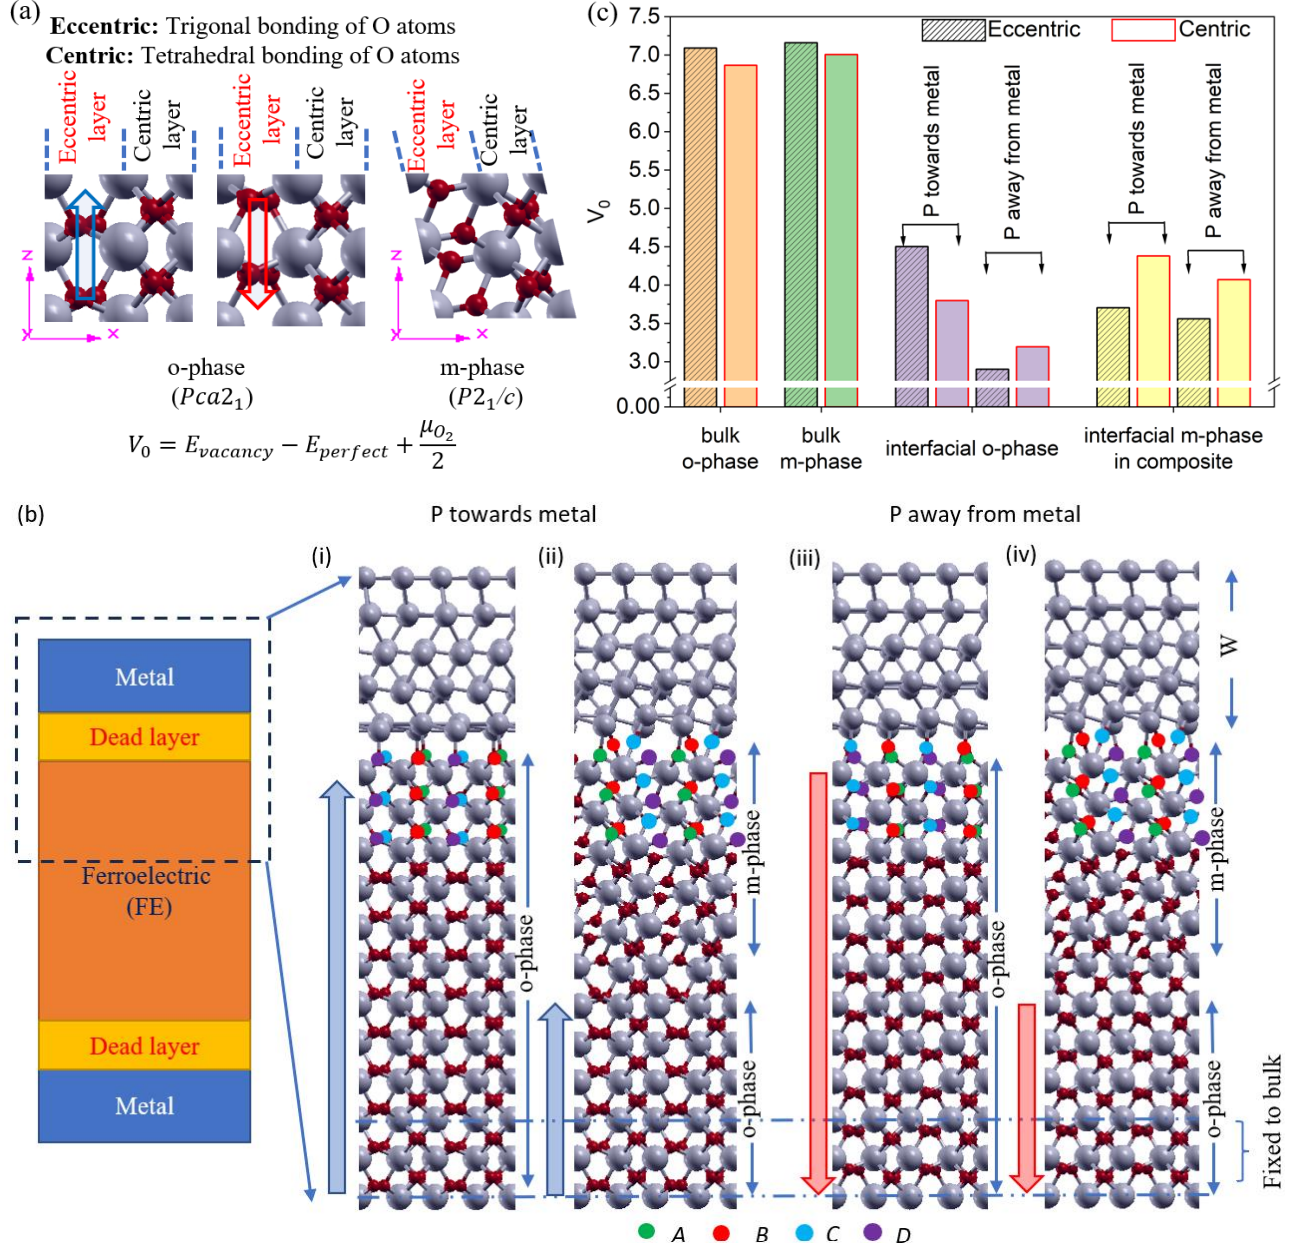 (a)
Eccentric: Trigonal bonding of O atoms
Centric: Tetrahedral bonding of O atoms
Eccentric
layer
Centric
layer
Eccentric
layer
Centric
layer
Eccentric
layer
Centric
layer
Z
Y
X
Z
Y
X
o-phase
(Pca2₁)
m-phase
(P2₁/c)
V₀ = E_vacancy − E_perfect + μ_O₂/2
(c)
V₀
7.5
7.0
6.5
6.0
5.5
5.0
4.5
4.0
3.5
3.0
0.00
Eccentric
Centric
P towards metal
P away from metal
P towards metal
P away from metal
bulk
o-phase
bulk
m-phase
interfacial o-phase
interfacial m-phase
in composite
(b)
P towards metal
P away from metal
(i)
(ii)
(iii)
(iv)
Metal
Dead layer
Ferroelectric
(FE)
Dead layer
Metal
o-phase
m-phase
o-phase
o-phase
W
m-phase
o-phase
Fixed to bulk
A
B
C
D